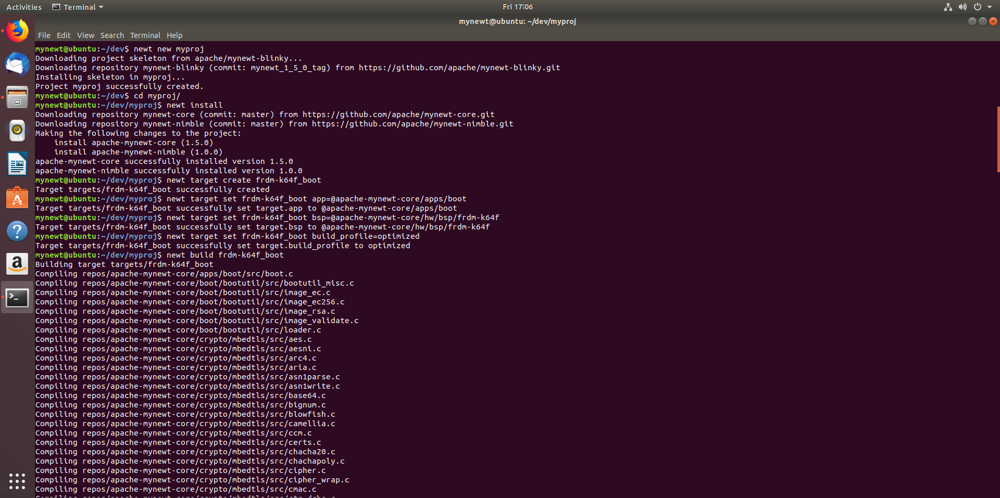 Activities Terminal Fri 17:06
mynewt@ubuntu: ~/dev/myproj
File Edit View Search Terminal Help
mynewt@ubuntu:~/dev$ newt new myproj
Downloading project skeleton from apache/mynewt-blinky...
Downloading repository mynewt-blinky (commit: mynewt_1_5_0_tag) from https://github.com/apache/mynewt-blinky.git
Installing skeleton in myproj...
Project myproj successfully created.
mynewt@ubuntu:~/dev$ cd myproj/
mynewt@ubuntu:~/dev/myproj$ newt install
Downloading repository mynewt-core (commit: master) from https://github.com/apache/mynewt-core.git
Downloading repository mynewt-nimble (commit: master) from https://github.com/apache/mynewt-nimble.git
Making the following changes to the project:
    install apache-mynewt-core (1.5.0)
    install apache-mynewt-nimble (1.0.0)
apache-mynewt-core successfully installed version 1.5.0
apache-mynewt-nimble successfully installed version 1.0.0
mynewt@ubuntu:~/dev/myproj$ newt target create frdm-k64f_boot
Target targets/frdm-k64f_boot successfully created
mynewt@ubuntu:~/dev/myproj$ newt target set frdm-k64f_boot app=@apache-mynewt-core/apps/boot
Target targets/frdm-k64f_boot successfully set target.app to @apache-mynewt-core/apps/boot
mynewt@ubuntu:~/dev/myproj$ newt target set frdm-k64f_boot bsp=@apache-mynewt-core/hw/bsp/frdm-k64f
Target targets/frdm-k64f_boot successfully set target.bsp to @apache-mynewt-core/hw/bsp/frdm-k64f
mynewt@ubuntu:~/dev/myproj$ newt target set frdm-k64f_boot build_profile=optimized
Target targets/frdm-k64f_boot successfully set target.build_profile to optimized
mynewt@ubuntu:~/dev/myproj$ newt build frdm-k64f_boot
Building target targets/frdm-k64f_boot
Compiling repos/apache-mynewt-core/apps/boot/src/boot.c
Compiling repos/apache-mynewt-core/boot/bootutil/src/bootutil_misc.c
Compiling repos/apache-mynewt-core/boot/bootutil/src/image_ec.c
Compiling repos/apache-mynewt-core/boot/bootutil/src/image_ec256.c
Compiling repos/apache-mynewt-core/boot/bootutil/src/image_rsa.c
Compiling repos/apache-mynewt-core/boot/bootutil/src/image_validate.c
Compiling repos/apache-mynewt-core/boot/bootutil/src/loader.c
Compiling repos/apache-mynewt-core/crypto/mbedtls/src/aes.c
Compiling repos/apache-mynewt-core/crypto/mbedtls/src/aesni.c
Compiling repos/apache-mynewt-core/crypto/mbedtls/src/arc4.c
Compiling repos/apache-mynewt-core/crypto/mbedtls/src/aria.c
Compiling repos/apache-mynewt-core/crypto/mbedtls/src/asn1parse.c
Compiling repos/apache-mynewt-core/crypto/mbedtls/src/asn1write.c
Compiling repos/apache-mynewt-core/crypto/mbedtls/src/base64.c
Compiling repos/apache-mynewt-core/crypto/mbedtls/src/bignum.c
Compiling repos/apache-mynewt-core/crypto/mbedtls/src/blowfish.c
Compiling repos/apache-mynewt-core/crypto/mbedtls/src/camellia.c
Compiling repos/apache-mynewt-core/crypto/mbedtls/src/ccm.c
Compiling repos/apache-mynewt-core/crypto/mbedtls/src/certs.c
Compiling repos/apache-mynewt-core/crypto/mbedtls/src/chacha20.c
Compiling repos/apache-mynewt-core/crypto/mbedtls/src/chachapoly.c
Compiling repos/apache-mynewt-core/crypto/mbedtls/src/cipher.c
Compiling repos/apache-mynewt-core/crypto/mbedtls/src/cipher_wrap.c
Compiling repos/apache-mynewt-core/crypto/mbedtls/src/cmac.c